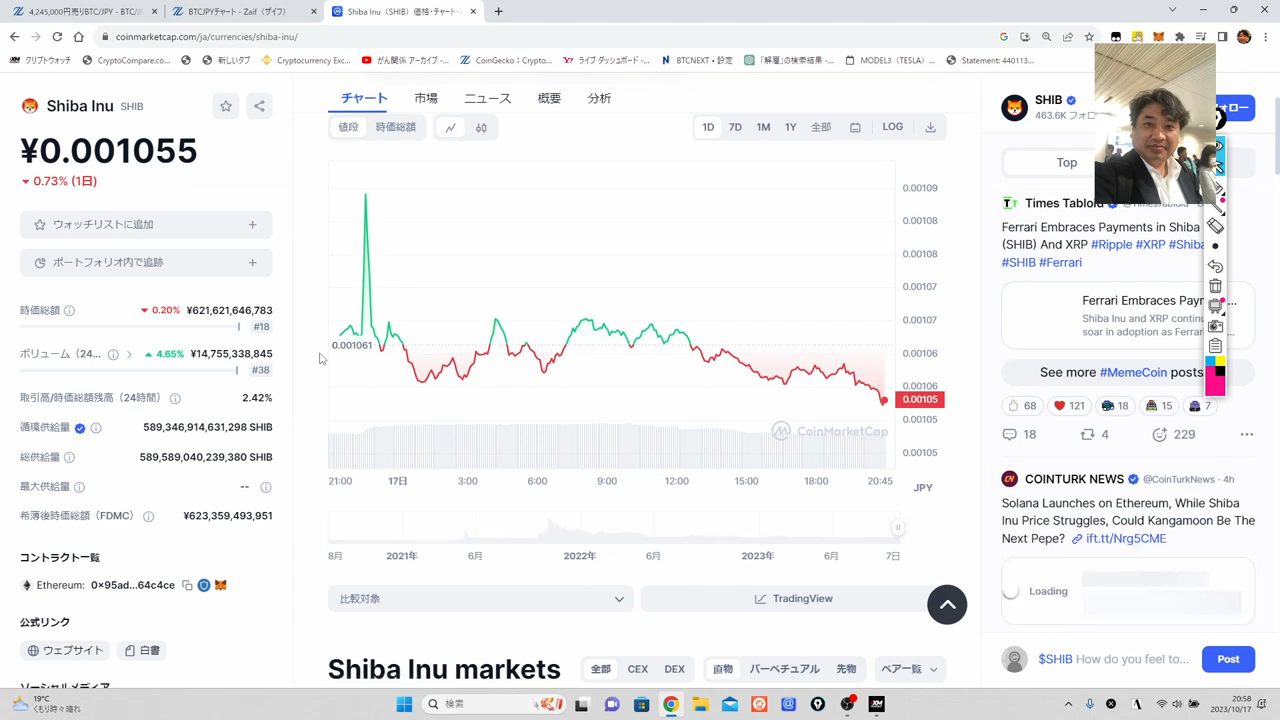 4,245,000円売りBTC/JPY - BTC/J
BTCJPYチャート - Zaif（ザイフ）
Shiba Inu（SHIB）価格・チャート・
coinmarketcap.com/ja/currencies/shiba-inu/
クリプトウォッチ
CryptoCompare.co...
新しいタブ
Cryptocurrency Exc...
がん関係 アーカイブ -...
CoinGecko : Crypto...
ライブ ダッシュボード -...
BTCNEXT • 設定
「解雇」の検索結果 -...
MODEL3（TESLA）...
Statement: 440113...
Shiba Inu SHIB
¥0.001055
0.73% (1日)
ウォッチリストに追加
ポートフォリオ内で追跡
時価総額 0.20% ¥621,621,646,783
#18
ボリューム（24... 4.65% ¥14,755,338,845
#38
取引高/時価総額残高（24時間） 2.42%
循環供給量 589,346,914,631,298 SHIB
総供給量 589,589,040,239,380 SHIB
最大供給量 --
希薄後時価総額（FDMC） ¥623,359,493,951
コントラクト一覧
Ethereum: 0x95ad...64c4ce
公式リンク
ウェブサイト 白書
ソーシャルメディア
チャート 市場 ニュース 概要 分析
値段 時価総額
1D 7D 1M 1Y 全部 LOG
0.00109
0.00108
0.00108
0.00107
0.00107
0.001061
0.00106
0.00106
0.00105
0.00105
0.00105
CoinMarketCap
21:00 17日 3:00 6:00 9:00 12:00 15:00 18:00 20:45
JPY
8月 2021年 6月 2022年 6月 2023年 6月 7日
比較対象
TradingView
Shiba Inu markets
全部 CEX DEX
直物 パーペチュアル 先物
ペア一覧
SHIB
463.6K フォロ
ォロー
Top
Times Tabloid
Ferrari Embraces Payments in Shiba
(SHIB) And XRP #Ripple #XRP #Shiba
#SHIB #Ferrari
Ferrari Embraces Payr...
Shiba Inu and XRP contin
soar in adoption as Ferrar
See more #MemeCoin posts
68 121 18 15 7
18 4 229
COINTURK NEWS @CoinTurkNews · 4h
Solana Launches on Ethereum, While Shiba
Inu Price Struggles, Could Kangamoon Be The
Next Pepe? ift.tt/Nrg5CME
Loading
$SHIB How do you feel to...
Post
19°C
くもり時々晴れ
検索
20:58
2023/10/17